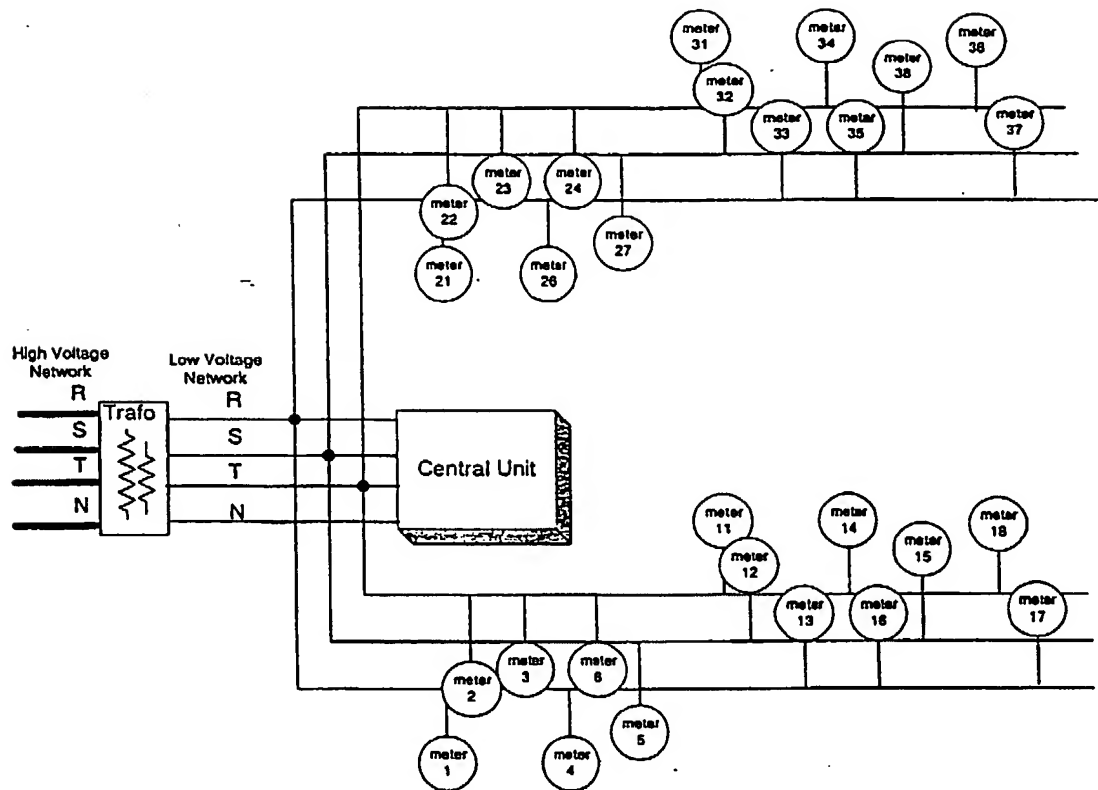 meter
31
meter
34
meter
38
meter
36
meter
32
meter
33
meter
35
meter
37
meter
23
meter
24
meter
22
meter
27
meter
21
meter
26
High Voltage
Network
Low Voltage
Network
R
S
T
N
Trafo
R
S
T
N
Central Unit
meter
11
meter
14
meter
15
meter
18
meter
12
meter
13
meter
16
meter
17
meter
3
meter
6
meter
2
meter
5
meter
1
meter
4